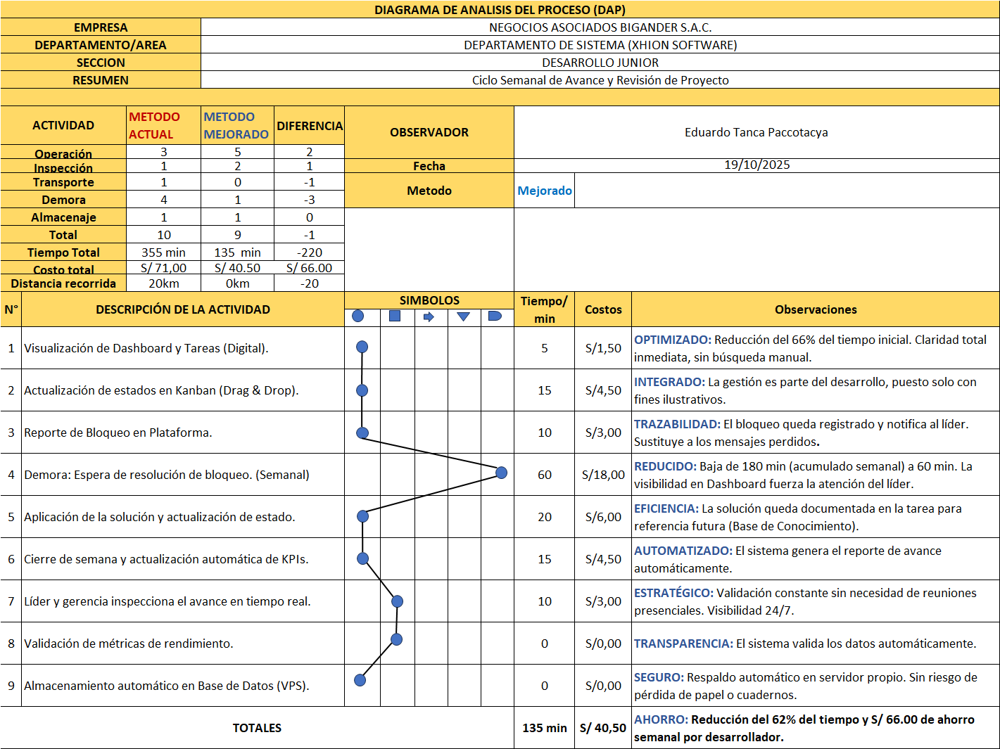 DIAGRAMA DE ANALISIS DEL PROCESO (DAP)
EMPRESA NEGOCIOS ASOCIADOS BIGANDER S.A.C.
DEPARTAMENTO/AREA DEPARTAMENTO DE SISTEMA (XHION SOFTWARE)
SECCION DESARROLLO JUNIOR
RESUMEN Ciclo Semanal de Avance y Revisión de Proyecto
ACTIVIDAD METODO ACTUAL METODO MEJORADO DIFERENCIA
Operación 3 5 2
Inspección 1 2 1
Transporte 1 0 -1
Demora 4 1 -3
Almacenaje 1 1 0
Total 10 9 -1
Tiempo Total 355 min 135 min -220
Costo total S/ 71,00 S/ 40.50 S/ 66.00
Distancia recorrida 20km 0km -20
OBSERVADOR Eduardo Tanca Paccotacya
Fecha 19/10/2025
Metodo Mejorado
N° DESCRIPCIÓN DE LA ACTIVIDAD SIMBOLOS Tiempo/ min Costos Observaciones
1 Visualización de Dashboard y Tareas (Digital). 5 S/1,50 OPTIMIZADO: Reducción del 66% del tiempo inicial. Claridad total
inmediata, sin búsqueda manual.
2 Actualización de estados en Kanban (Drag & Drop). 15 S/4,50 INTEGRADO: La gestión es parte del desarrollo, puesto solo con
fines ilustrativos.
3 Reporte de Bloqueo en Plataforma. 10 S/3,00 TRAZABILIDAD: El bloqueo queda registrado y notifica al líder.
Sustituye a los mensajes perdidos.
4 Demora: Espera de resolución de bloqueo. (Semanal) 60 S/18,00 REDUCIDO: Baja de 180 min (acumulado semanal) a 60 min. La
visibilidad en Dashboard fuerza la atención del líder.
5 Aplicación de la solución y actualización de estado. 20 S/6,00 EFICIENCIA: La solución queda documentada en la tarea para
referencia futura (Base de Conocimiento).
6 Cierre de semana y actualización automática de KPIs. 15 S/4,50 AUTOMATIZADO: El sistema genera el reporte de avance
automáticamente.
7 Líder y gerencia inspecciona el avance en tiempo real. 10 S/3,00 ESTRATÉGICO: Validación constante sin necesidad de reuniones
presenciales. Visibilidad 24/7.
8 Validación de métricas de rendimiento. 0 S/0,00 TRANSPARENCIA: El sistema valida los datos automáticamente.
9 Almacenamiento automático en Base de Datos (VPS). 0 S/0,00 SEGURO: Respaldo automático en servidor propio. Sin riesgo de
pérdida de papel o cuadernos.
TOTALES 135 min S/ 40,50 AHORRO: Reducción del 62% del tiempo y S/ 66.00 de ahorro
semanal por desarrollador.